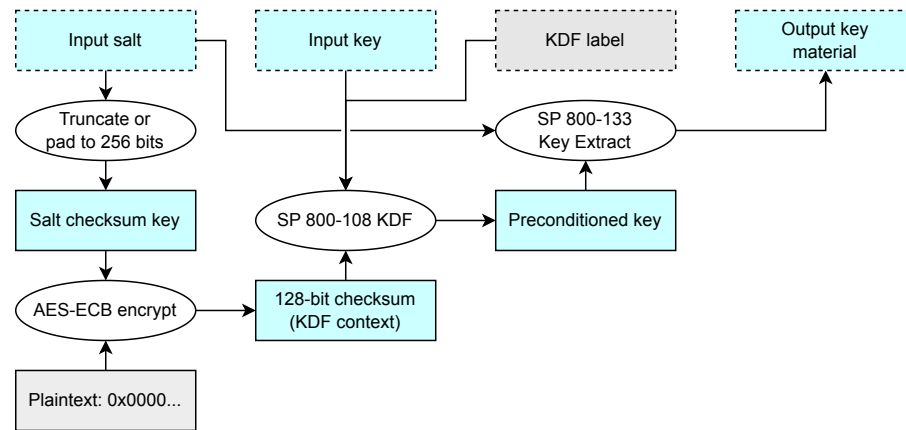 Input salt
Input key
KDF label
Output key
material
Truncate or
pad to 256 bits
SP 800-133
Key Extract
Salt checksum key
SP 800-108 KDF
Preconditioned key
AES-ECB encrypt
128-bit checksum
(KDF context)
Plaintext: 0x0000...